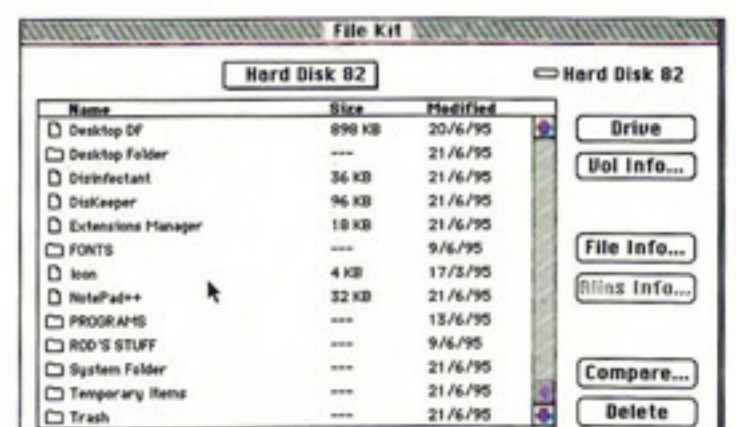 File Kit
Hard Disk 82
Hard Disk 82
Name Size Modified
Desktop DF 898 KB 20/6/95
Desktop Folder --- 21/6/95
Disinfectant 36 KB 21/6/95
DisKeeper 96 KB 21/6/95
Extensions Manager 18 KB 21/6/95
FONTS --- 9/6/95
Icon 4 KB 17/3/95
NotePad++ 32 KB 21/6/95
PROGRAMS --- 13/6/95
ROD'S STUFF --- 9/6/95
System Folder --- 21/6/95
Temporary Items --- 21/6/95
Trash --- 21/6/95
Drive
Vol Info...
File Info...
Alias Info...
Compare...
Delete